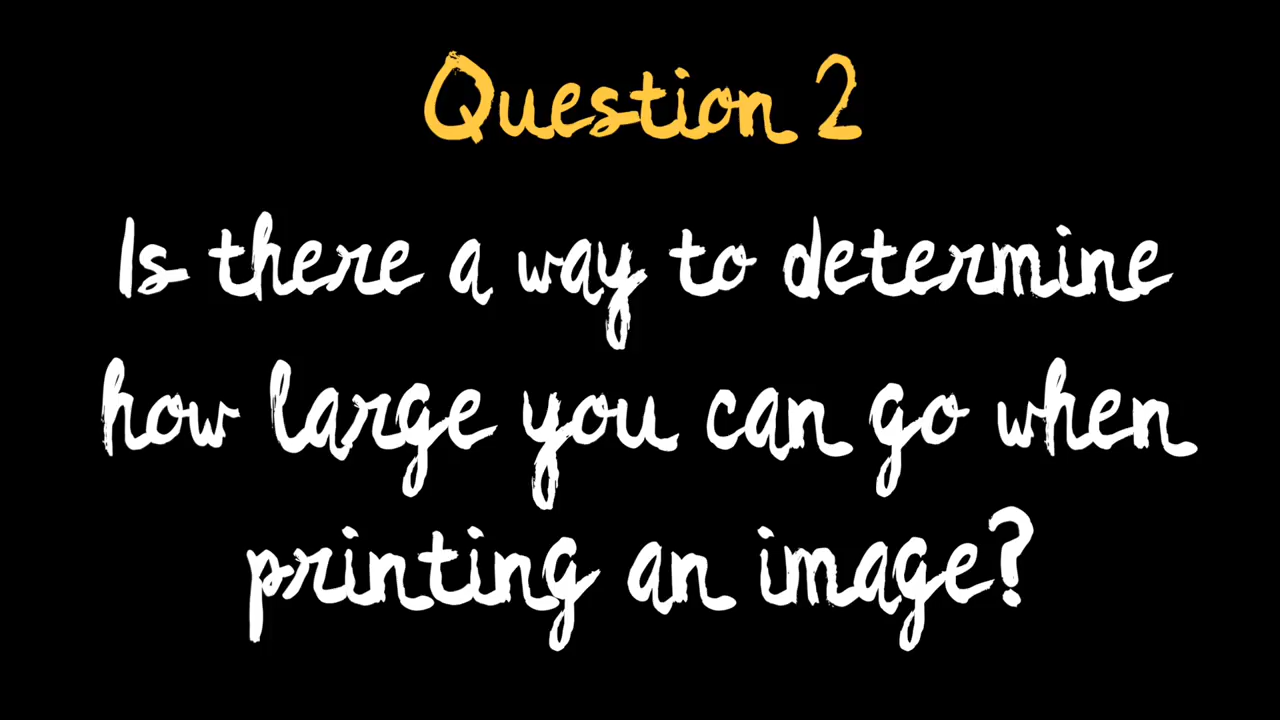 Question 2
Is there a way to determine
how large you can go when
printing an image?